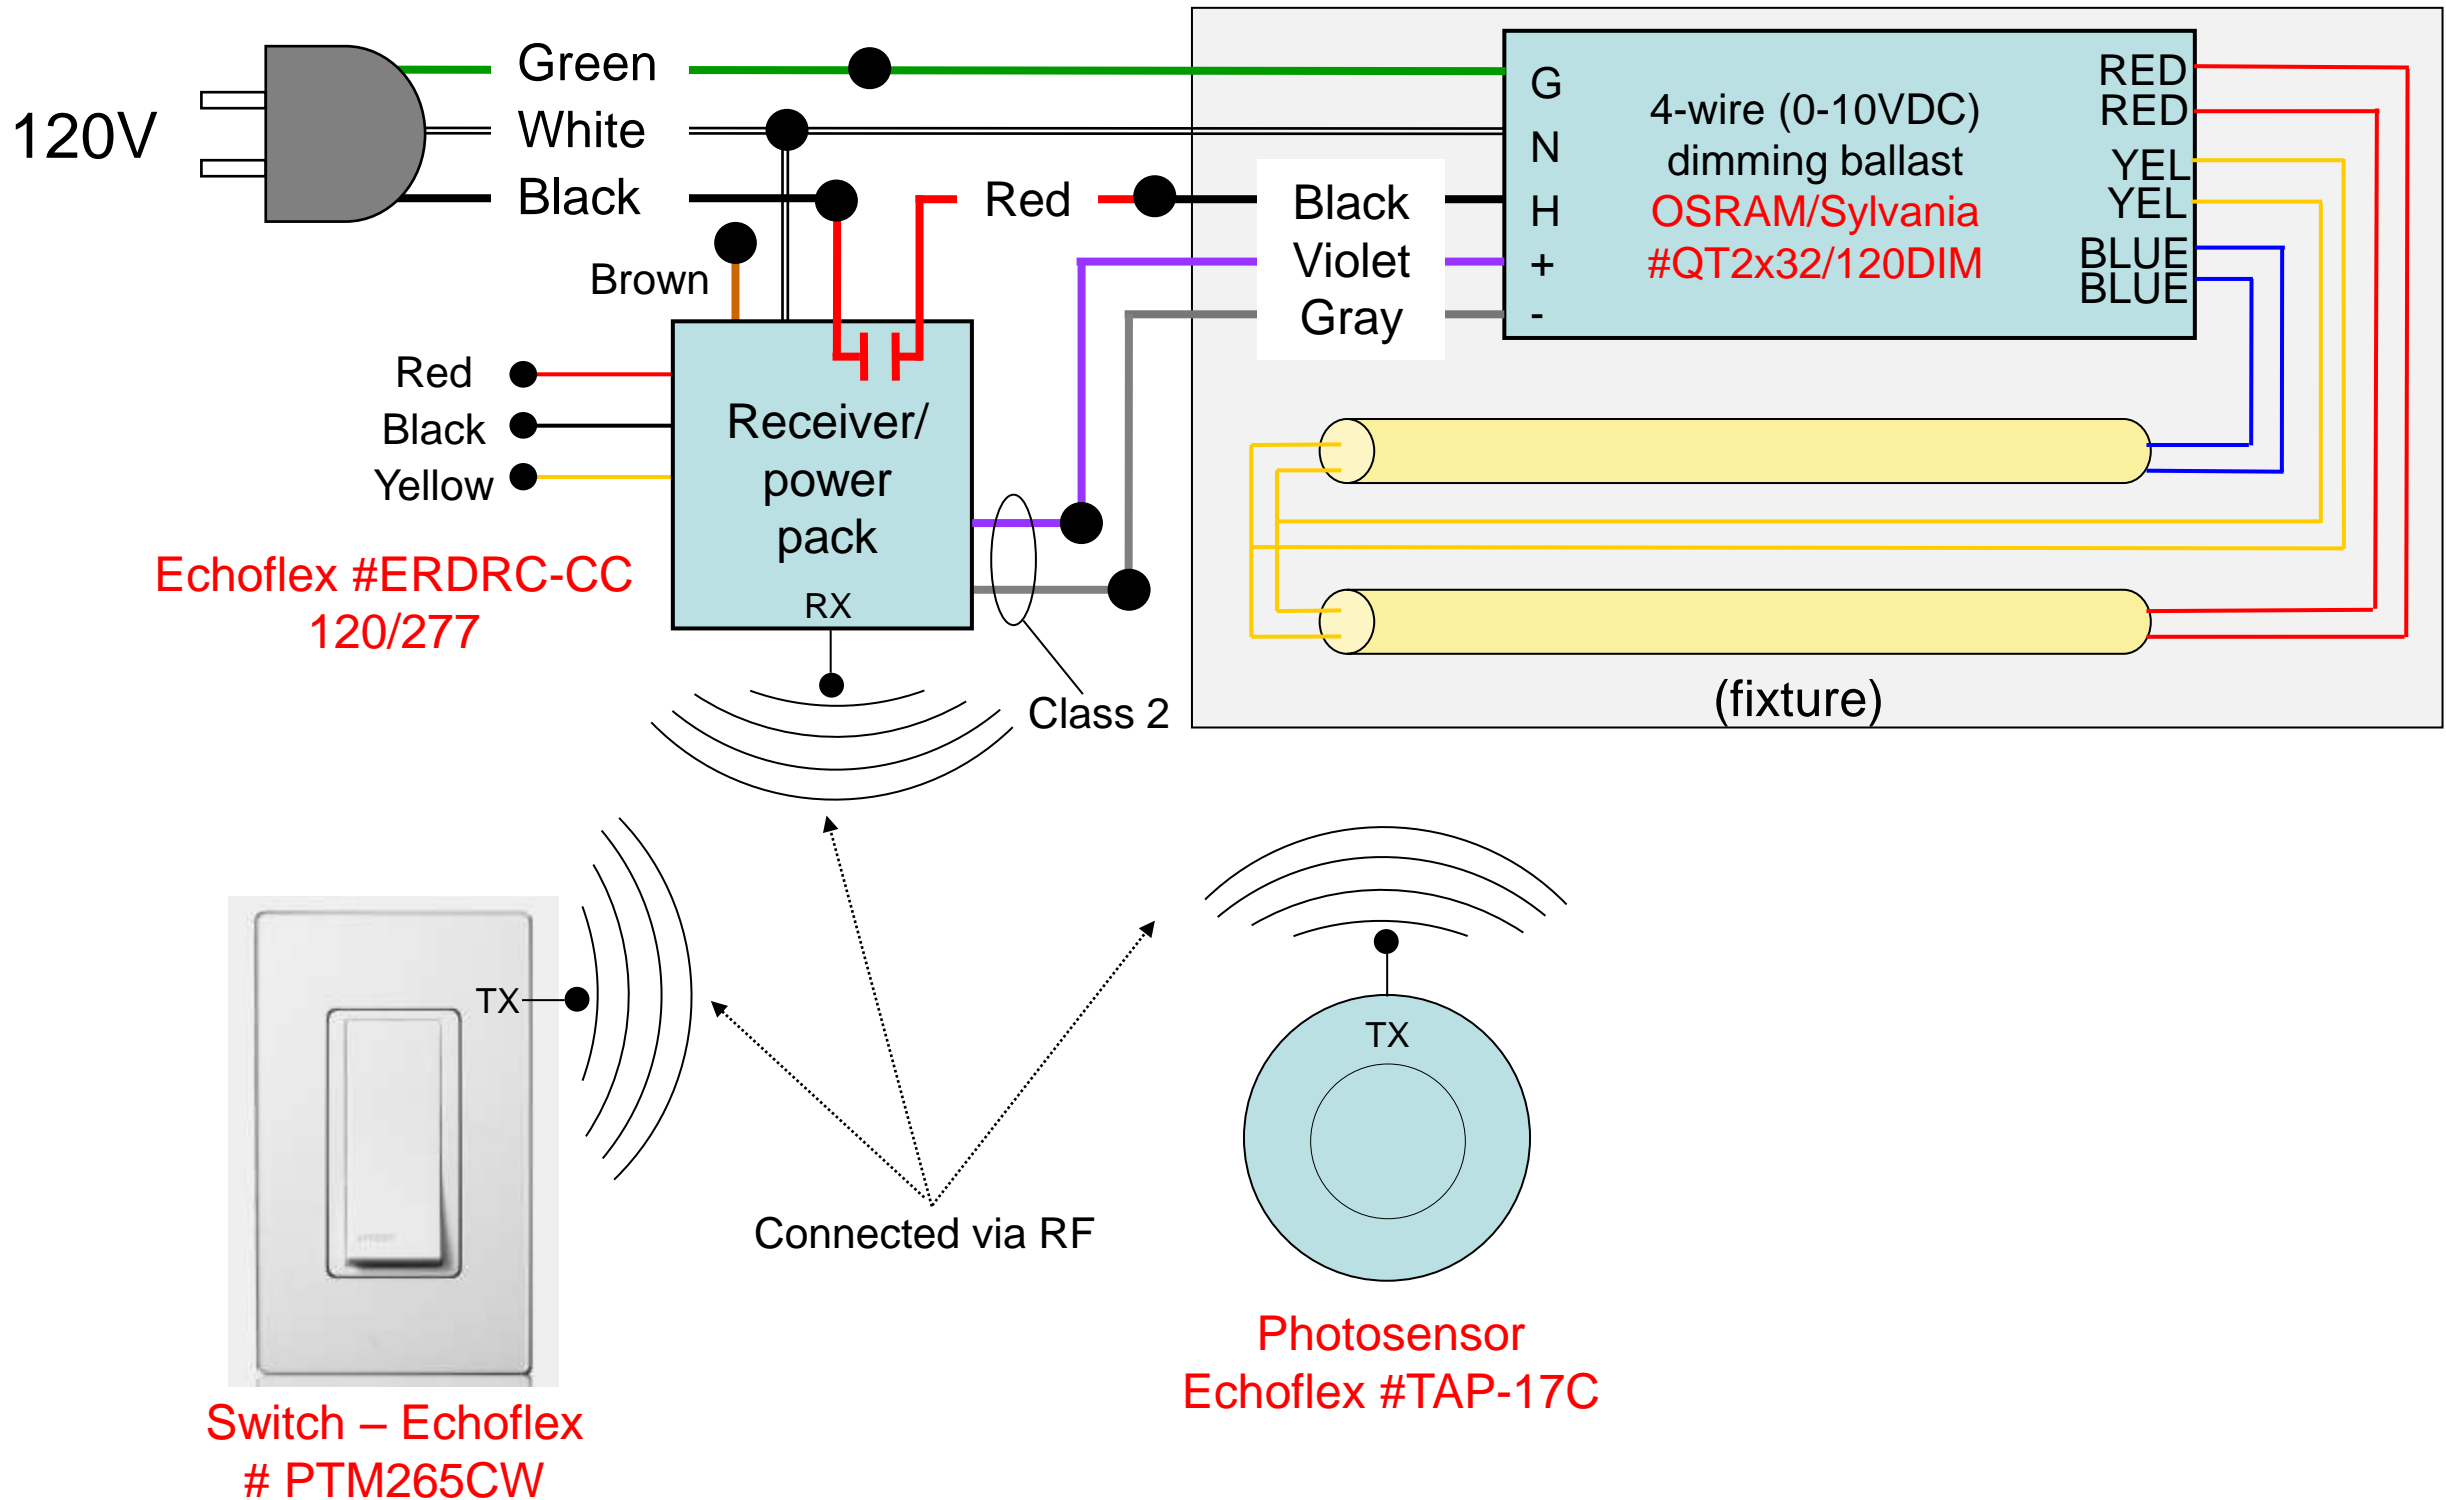 120V
Green
White
Black
Brown
Red
Black
Violet
Gray
G
N
H
+
-
4-wire (0-10VDC)
dimming ballast
OSRAM/Sylvania
#QT2x32/120DIM
RED
RED
YEL
YEL
BLUE
BLUE
Red
Black
Yellow
Receiver/
power
pack
RX
Echoflex #ERDRC-CC
120/277
Class 2
(fixture)
TX
TX
Connected via RF
Switch – Echoflex
# PTM265CW
Photosensor
Echoflex #TAP-17C